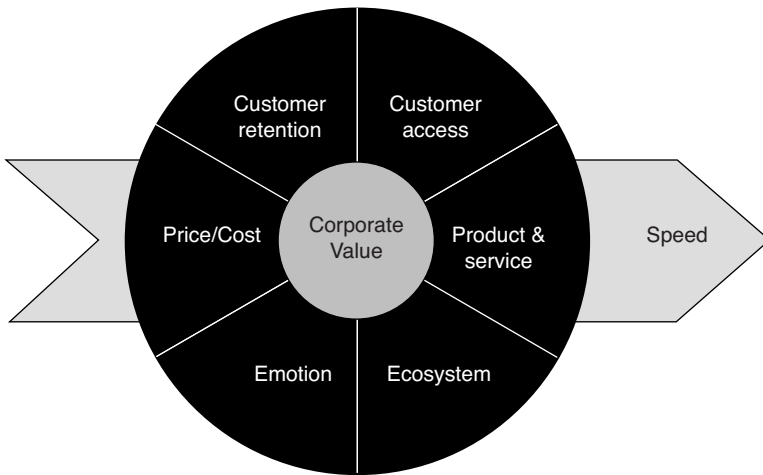 Customer
retention
Customer
access
Price/Cost
Corporate
Value
Product &
service
Speed
Emotion
Ecosystem